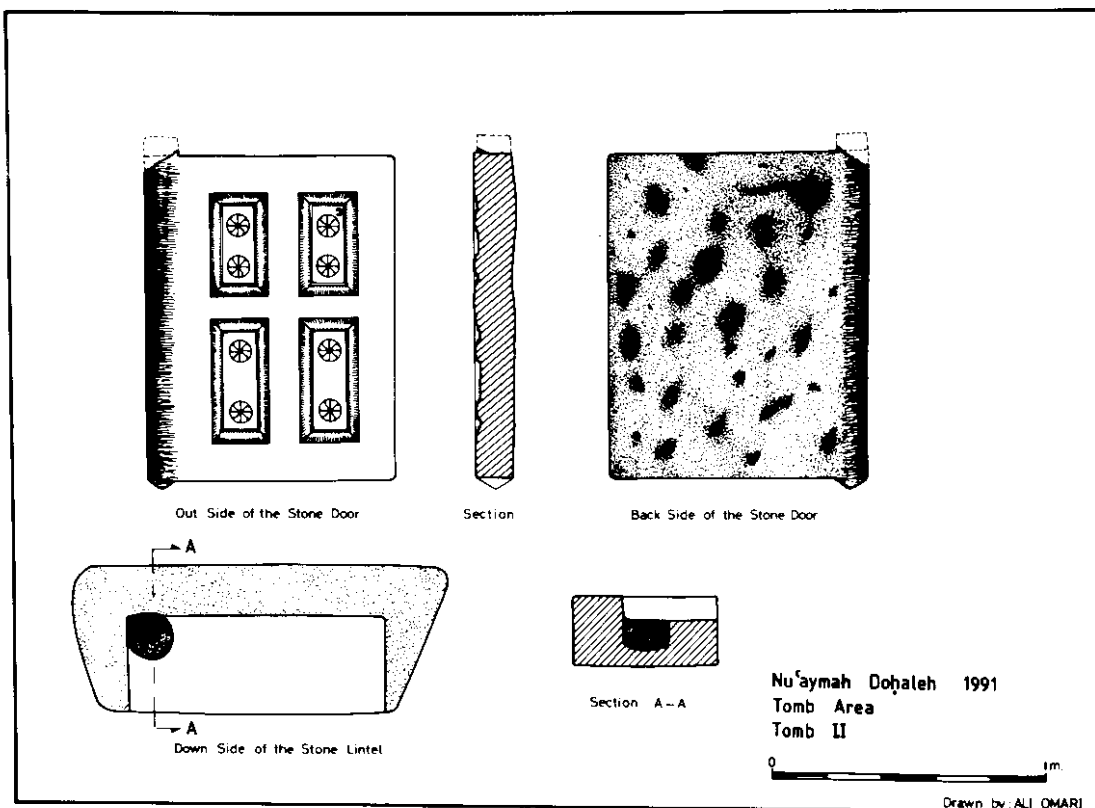 Out Side of the Stone Door
Section
Back Side of the Stone Door
A
A
Down Side of the Stone Lintel
Section A-A
Nuʿaymah Doḥaleh 1991
Tomb Area
Tomb II
0 1m.
Drawn by: ALI OMARI